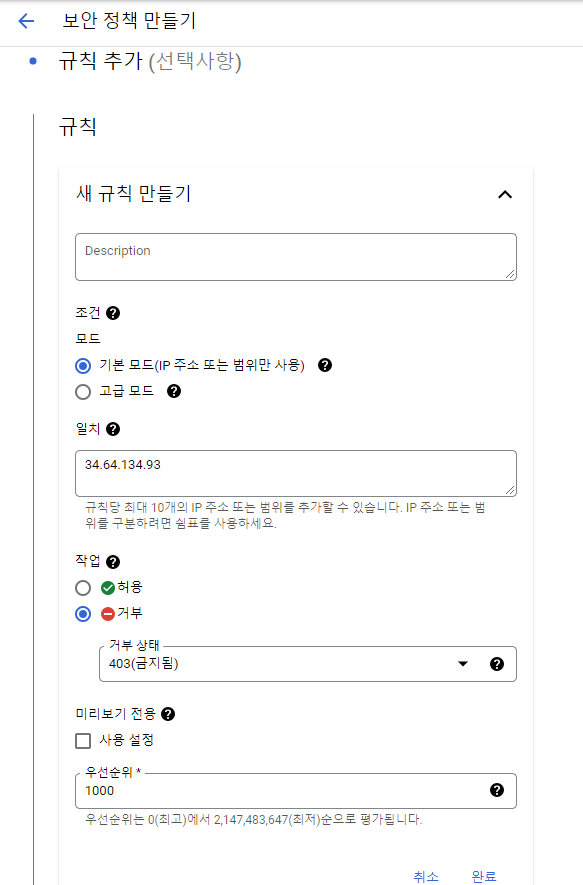 보안 정책 만들기
규칙 추가 (선택사항)
규칙
새 규칙 만들기
Description
조건
모드
기본 모드(IP 주소 또는 범위만 사용)
고급 모드
일치
34.64.134.93
규칙당 최대 10개의 IP 주소 또는 범위를 추가할 수 있습니다. IP 주소 또는 범
위를 구분하려면 쉼표를 사용하세요.
작업
허용
거부
거부 상태
403(금지됨)
미리보기 전용
사용 설정
우선순위 *
1000
우선순위는 0(최고)에서 2,147,483,647(최저)순으로 평가됩니다.
취소 완료